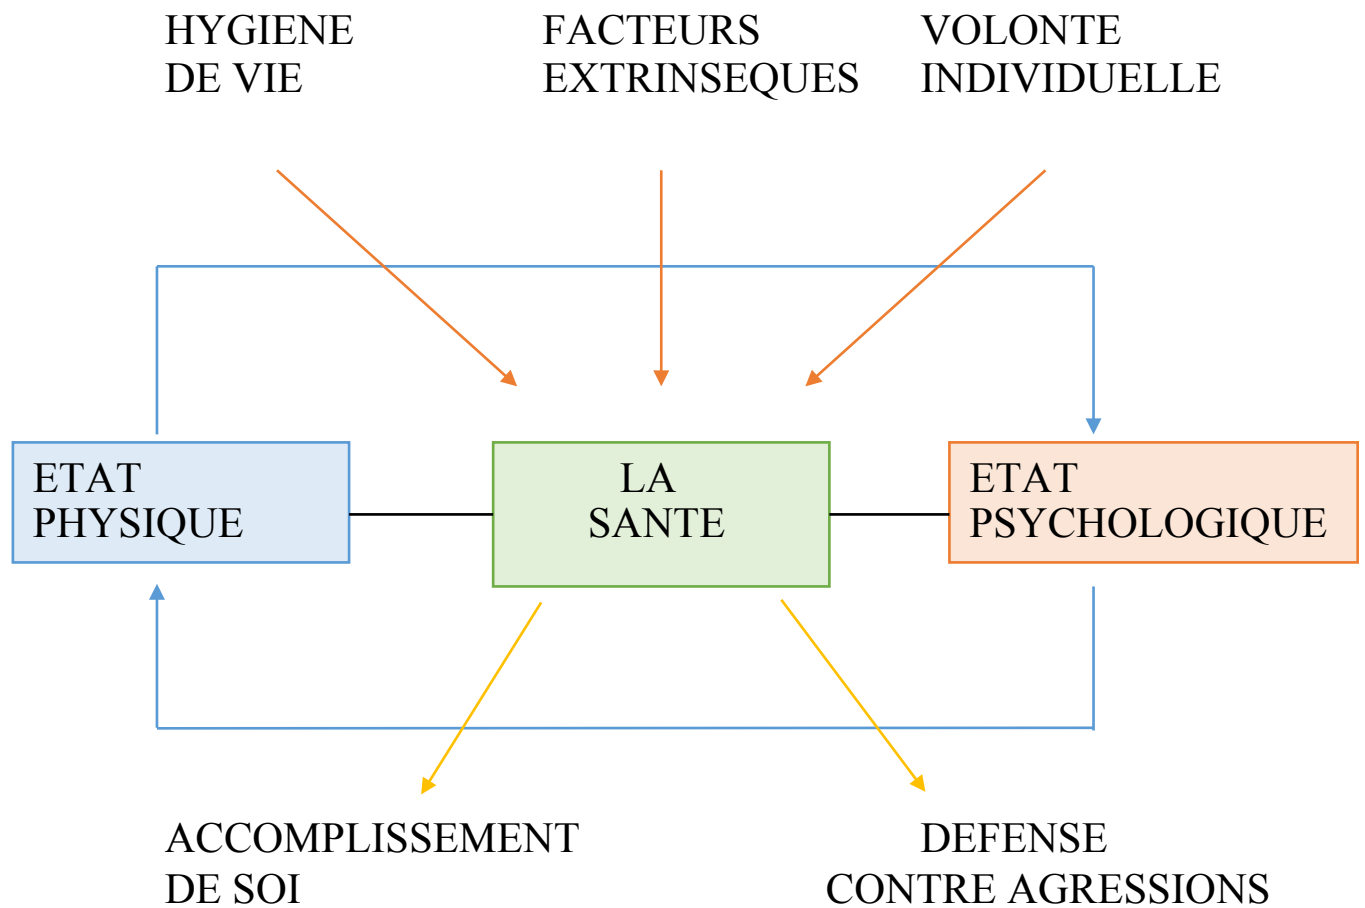 HYGIENE
DE VIE
FACTEURS
EXTRINSEQUES
VOLONTE
INDIVIDUELLE
ETAT
PHYSIQUE
LA
SANTE
ETAT
PSYCHOLOGIQUE
ACCOMPLISSEMENT
DE SOI
DEFENSE
CONTRE AGRESSIONS